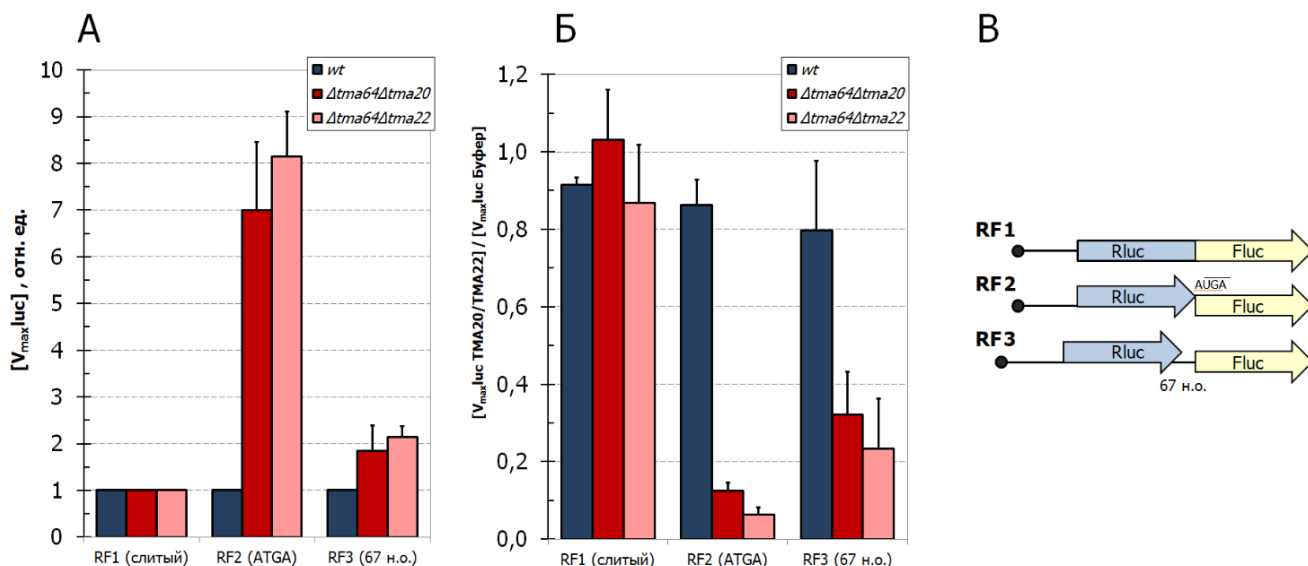 А
[Vmaxluc] , отн. ед.
10
9
8
7
6
5
4
3
2
1
0
wt
Δtma64Δtma20
Δtma64Δtma22
RF1 (слитый)
RF2 (ATGA)
RF3 (67 н.о.)
Б
[Vmaxluc TMA20/TMA22] / [Vmaxluc Буфер]
1,2
1,0
0,8
0,6
0,4
0,2
0,0
wt
Δtma64Δtma20
Δtma64Δtma22
RF1 (слитый)
RF2 (ATGA)
RF3 (67 н.о.)
В
RF1
Rluc
Fluc
RF2
Rluc
AUGA
Fluc
RF3
Rluc
Fluc
67 н.о.